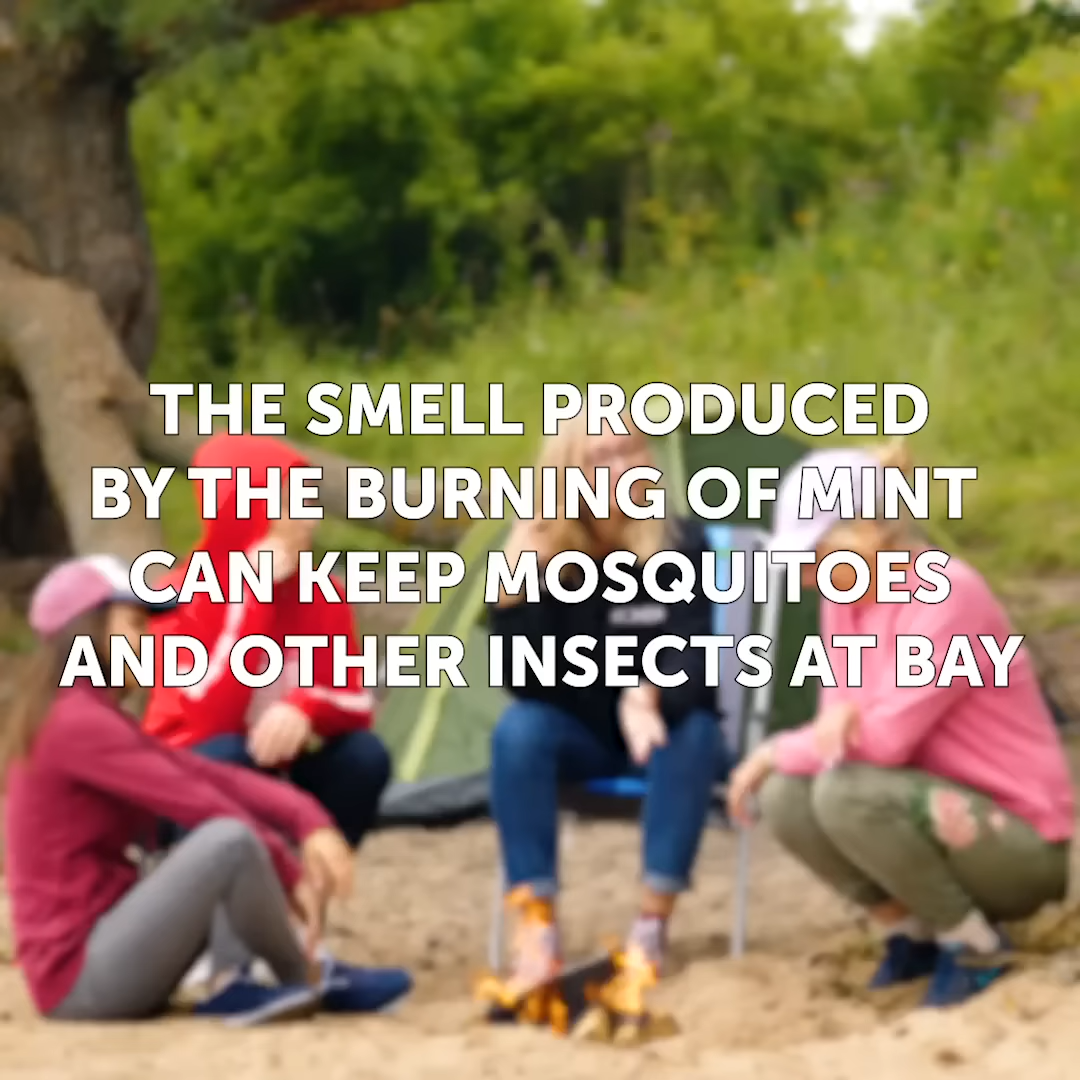 THE SMELL PRODUCED
BY THE BURNING OF MINT
CAN KEEP MOSQUITOES
AND OTHER INSECTS AT BAY